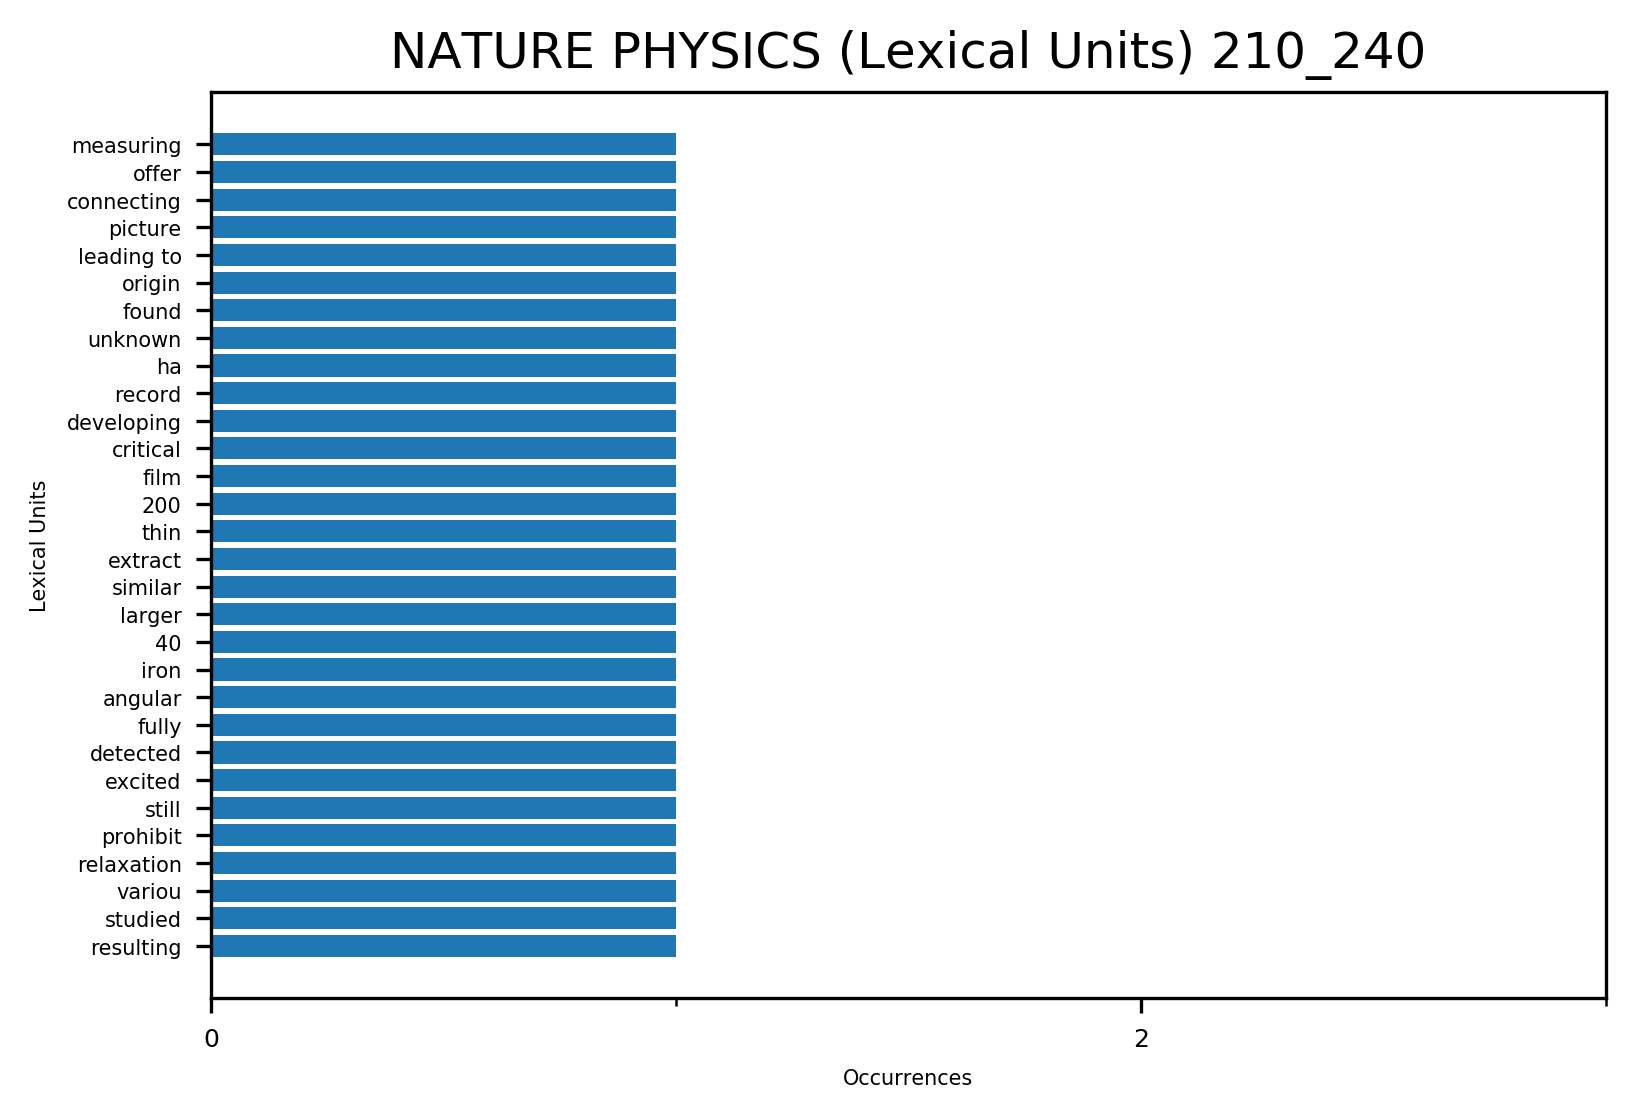 NATURE PHYSICS (Lexical Units) 210_240
measuring
offer
connecting
picture
leading to
origin
found
unknown
ha
record
developing
critical
film
200
thin
extract
similar
larger
40
iron
angular
fully
detected
excited
still
prohibit
relaxation
variou
studied
resulting
Lexical Units
0
2
Occurrences